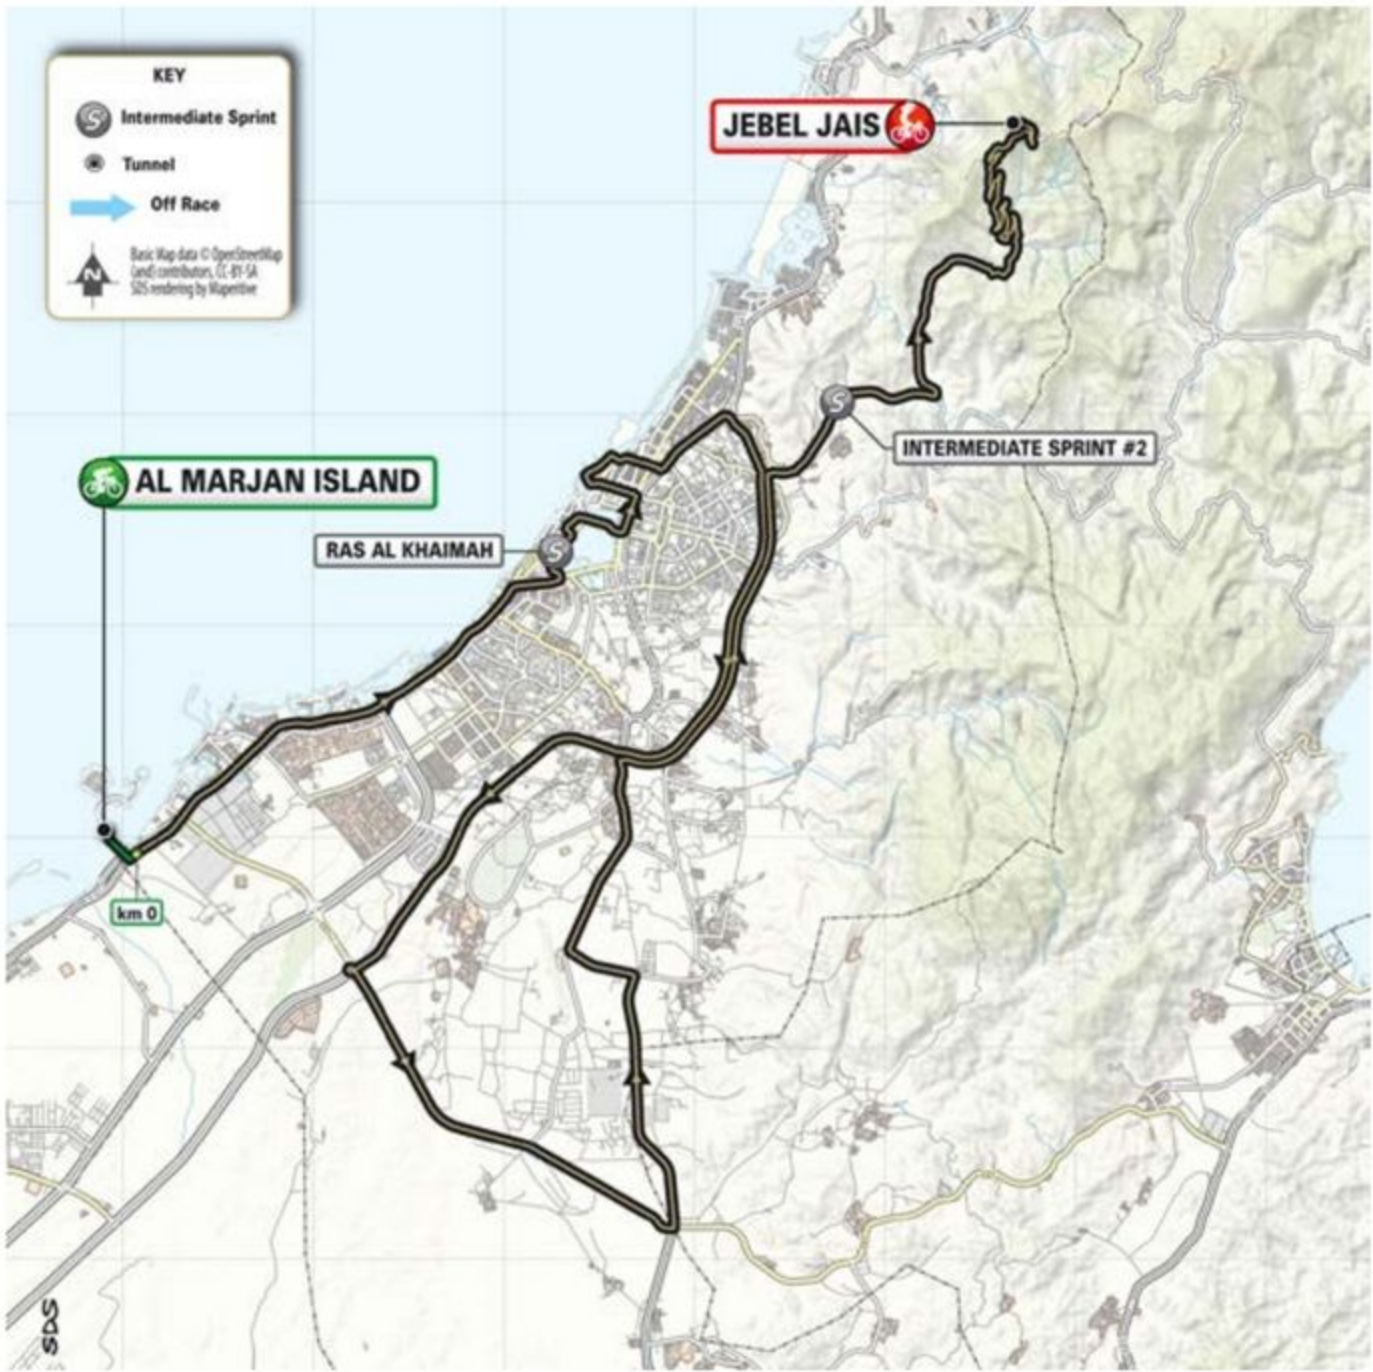 KEY
S Intermediate Sprint
Tunnel
Off Race
N
Basic Map data © OpenStreetMap
(and) contributors, CC-BY-SA
SDS rendering by Maperitive
JEBEL JAIS
S
INTERMEDIATE SPRINT #2
AL MARJAN ISLAND
RAS AL KHAIMAH
S
km 0
SDS